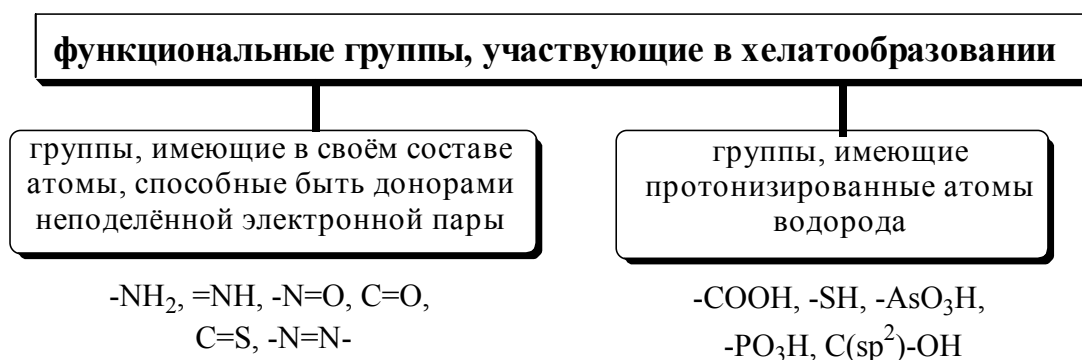 функциональные группы, участвующие в хелатообразовании
группы, имеющие в своём составе
атомы, способные быть донорами
неподелённой электронной пары
-NH₂, =NH, -N=O, C=O,
C=S, -N=N-
группы, имеющие
протонизированные атомы
водорода
-COOH, -SH, -AsO₃H,
-PO₃H, C(sp²)-OH